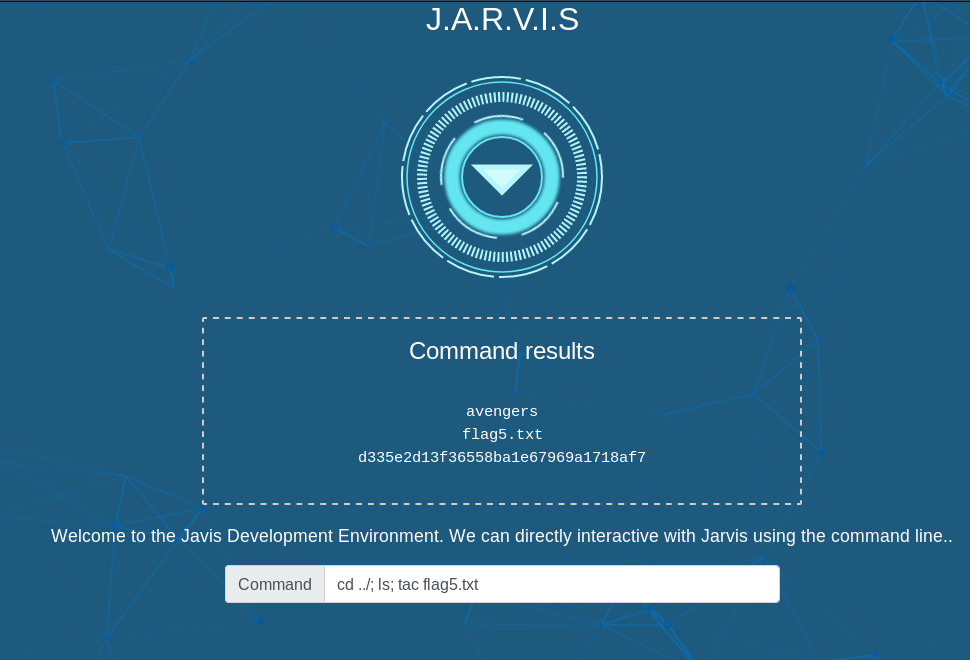 J.A.R.V.I.S
Command results
avengers
flag5.txt
d335e2d13f36558ba1e67969a1718af7
Welcome to the Javis Development Environment. We can directly interactive with Jarvis using the command line..
Command cd ../; ls; tac flag5.txt